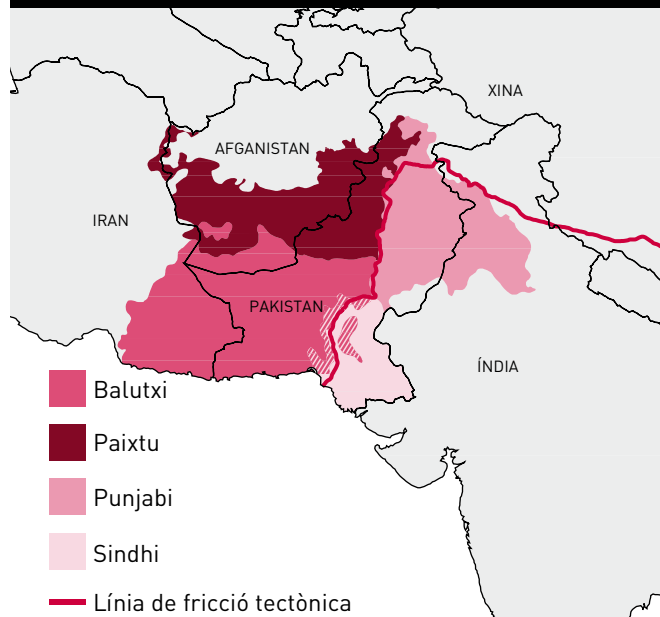 XINA
AFGANISTAN
IRAN
PAKISTAN
ÍNDIA
Balutxi
Paixtu
Punjabi
Sindhi
Línia de fricció tectònica